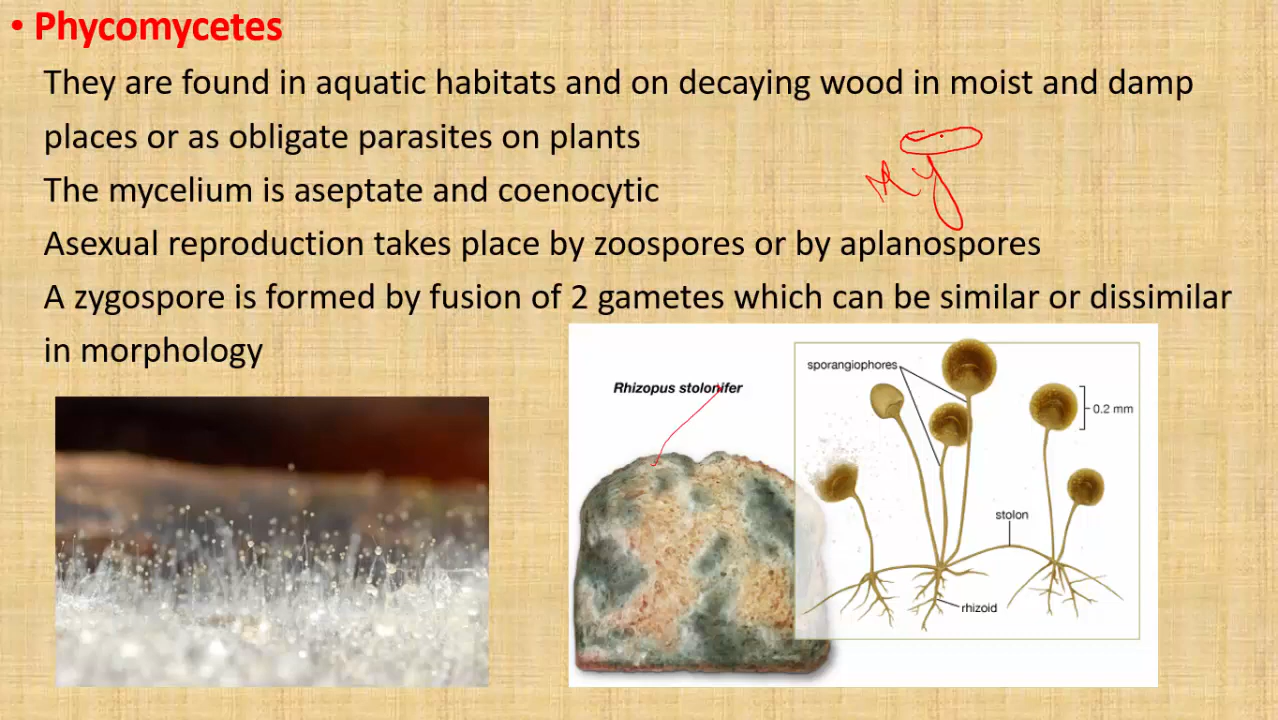 • Phycomycetes
They are found in aquatic habitats and on decaying wood in moist and damp
places or as obligate parasites on plants
The mycelium is aseptate and coenocytic
Asexual reproduction takes place by zoospores or by aplanospores
A zygospore is formed by fusion of 2 gametes which can be similar or dissimilar
in morphology
Rhizopus stolonifer
sporangiophores
0.2 mm
stolon
rhizoid